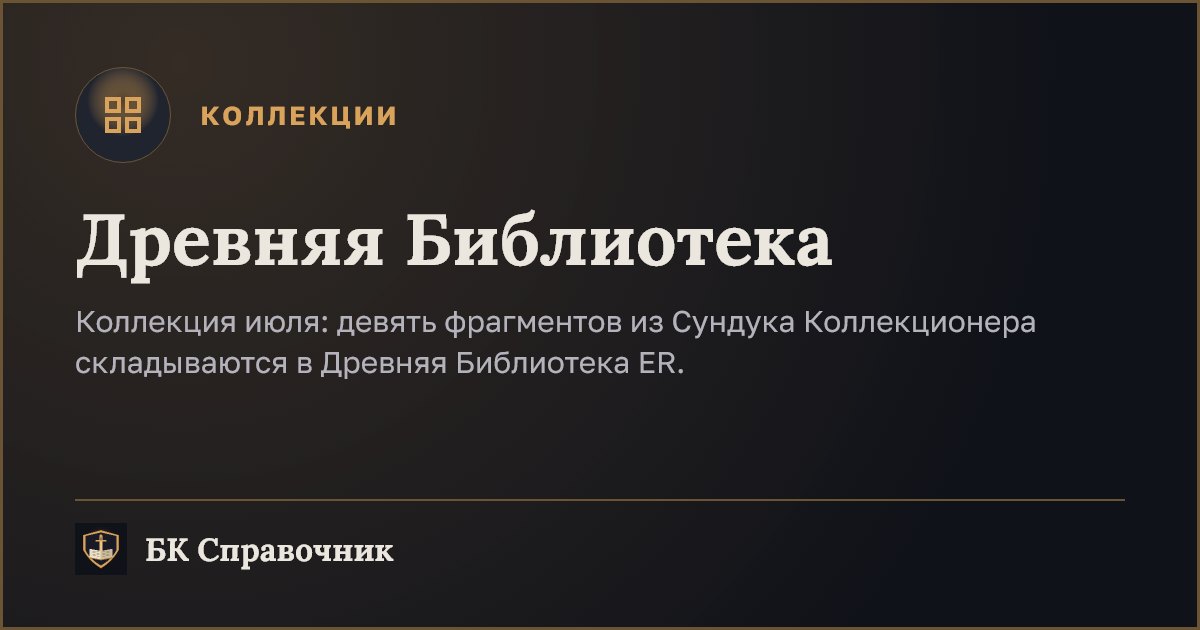 КОЛЛЕКЦИИ
Древняя Библиотека
Коллекция июля: девять фрагментов из Сундука Коллекционера
складываются в Древняя Библиотека ER.
БК Справочник